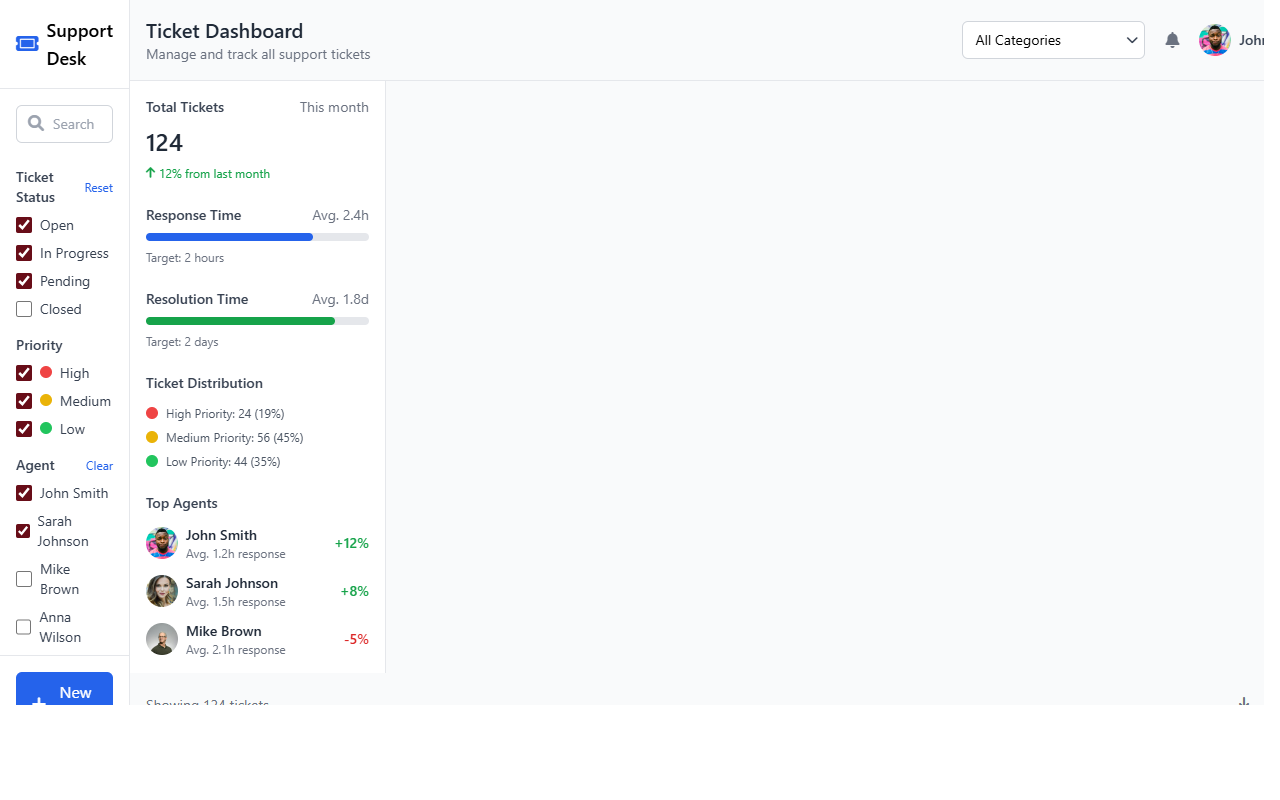 Support
Desk
Search
Ticket
Status
Reset
Open
In Progress
Pending
Closed
Priority
High
Medium
Low
Agent
Clear
John Smith
Sarah
Johnson
Mike
Brown
Anna
Wilson
New
Ticket Dashboard
Manage and track all support tickets
All Categories
John
Total Tickets
This month
124
12% from last month
Response Time
Avg. 2.4h
Target: 2 hours
Resolution Time
Avg. 1.8d
Target: 2 days
Ticket Distribution
High Priority: 24 (19%)
Medium Priority: 56 (45%)
Low Priority: 44 (35%)
Top Agents
John Smith
Avg. 1.2h response
+12%
Sarah Johnson
Avg. 1.5h response
+8%
Mike Brown
Avg. 2.1h response
-5%
Showing 124 tickets